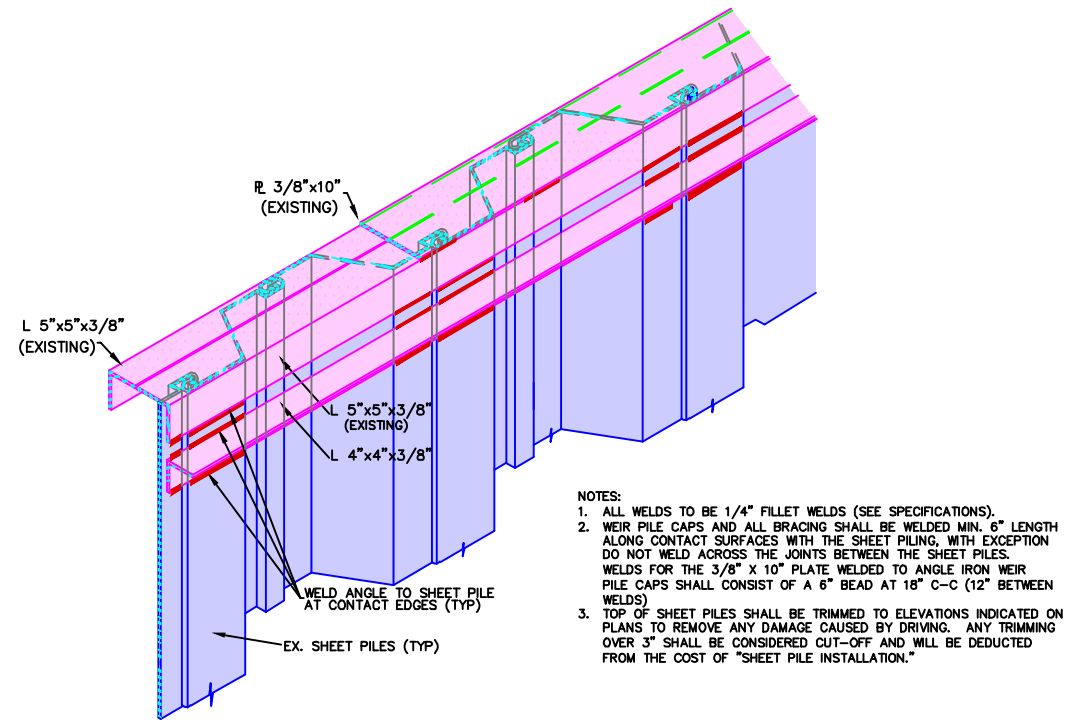 ℄ 3/8"x10"
(EXISTING)
L 5"x5"x3/8"
(EXISTING)
L 5"x5"x3/8"
(EXISTING)
L 4"x4"x3/8"
WELD ANGLE TO SHEET PILE
AT CONTACT EDGES (TYP)
EX. SHEET PILES (TYP)
NOTES:
1. ALL WELDS TO BE 1/4" FILLET WELDS (SEE SPECIFICATIONS).
2. WEIR PILE CAPS AND ALL BRACING SHALL BE WELDED MIN. 6" LENGTH
ALONG CONTACT SURFACES WITH THE SHEET PILING, WITH EXCEPTION
DO NOT WELD ACROSS THE JOINTS BETWEEN THE SHEET PILES.
WELDS FOR THE 3/8" X 10" PLATE WELDED TO ANGLE IRON WEIR
PILE CAPS SHALL CONSIST OF A 6" BEAD AT 18" C-C (12" BETWEEN
WELDS)
3. TOP OF SHEET PILES SHALL BE TRIMMED TO ELEVATIONS INDICATED ON
PLANS TO REMOVE ANY DAMAGE CAUSED BY DRIVING. ANY TRIMMING
OVER 3" SHALL BE CONSIDERED CUT-OFF AND WILL BE DEDUCTED
FROM THE COST OF "SHEET PILE INSTALLATION."